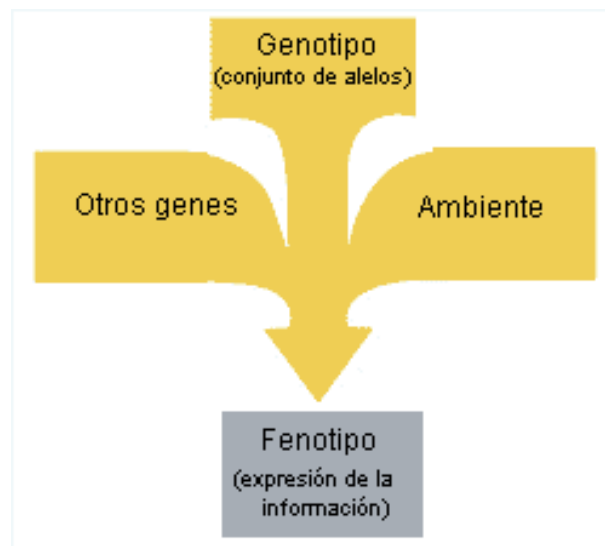 Genotipo
(conjunto de alelos)
Otros genes
Ambiente
Fenotipo
(expresión de la
información)